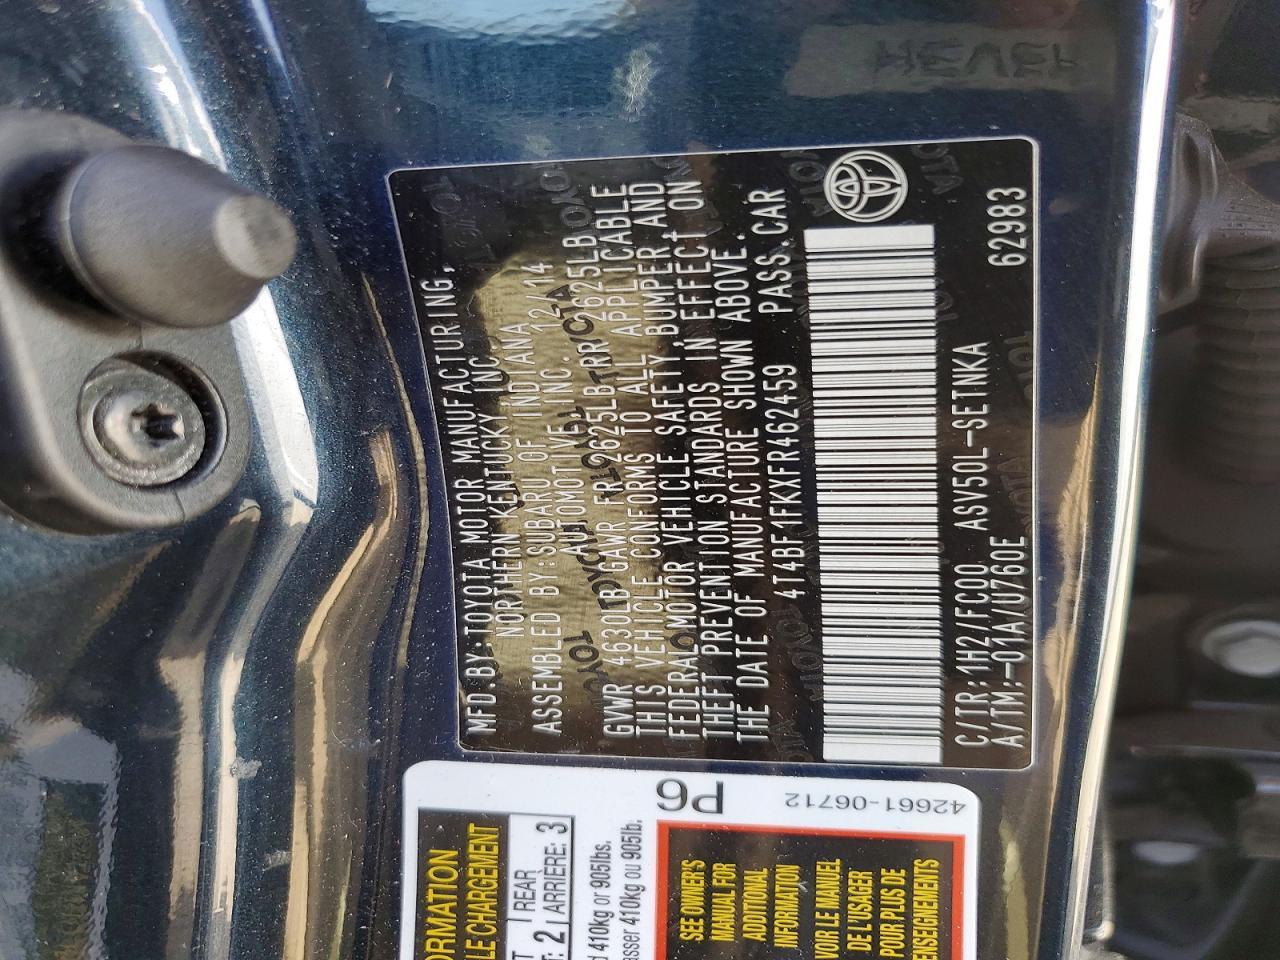 MFD.BY:TOYOTA MOTOR MANUFACTURING,
NORTHERN KENTUCKY INC.
ASSEMBLED BY:SUBARU OF INDIANA
AUTOMOTIVE, INC. 12/14
GVWR 4630LB GAWR FR 2625LB RR 2625LB
THIS VEHICLE CONFORMS TO ALL APPLICABLE
FEDERAL MOTOR VEHICLE SAFETY,BUMPER,AND
THEFT PREVENTION STANDARDS IN EFFECT ON
THE DATE OF MANUFACTURE SHOWN ABOVE.
4T4BF1FKXFR462459 PASS.CAR
C/TR:1H2/FC00 ASV50L-SETNKA 62983
A/TM:-01A/U760E
P6
42661-06712
ORMATION
LE CHARGEMENT
REAR
2 ARRIÈRE: 3
d 410kg or 905lbs.
asser 410kg ou 905lb.
SEE OWNER'S
MANUAL FOR
ADDITIONAL
INFORMATION
VOIR LE MANUEL
DE L'USAGER
POUR PLUS DE
ENSEIGNEMENTS